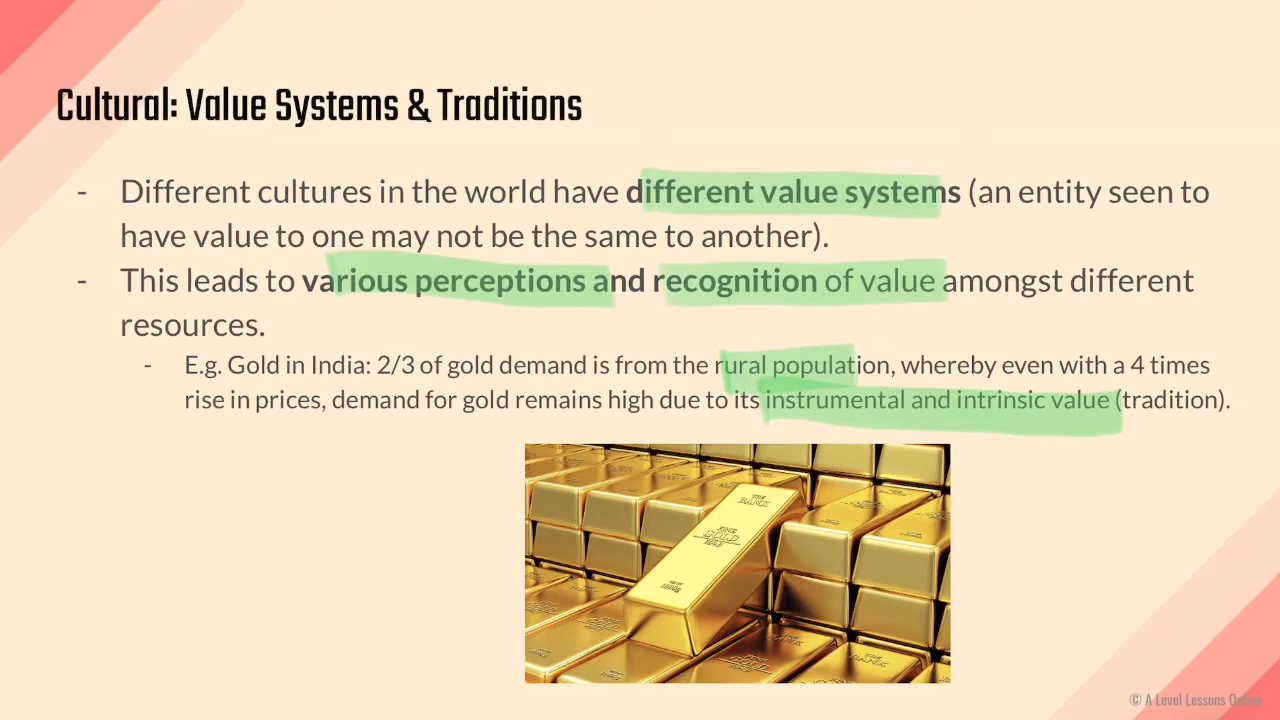 Cultural: Value Systems & Traditions
- Different cultures in the world have different value systems (an entity seen to
have value to one may not be the same to another).
- This leads to various perceptions and recognition of value amongst different
resources.
- E.g. Gold in India: 2/3 of gold demand is from the rural population, whereby even with a 4 times
rise in prices, demand for gold remains high due to its instrumental and intrinsic value (tradition).
THE
BANK
FINE
GOLD
© A Level Lessons Online